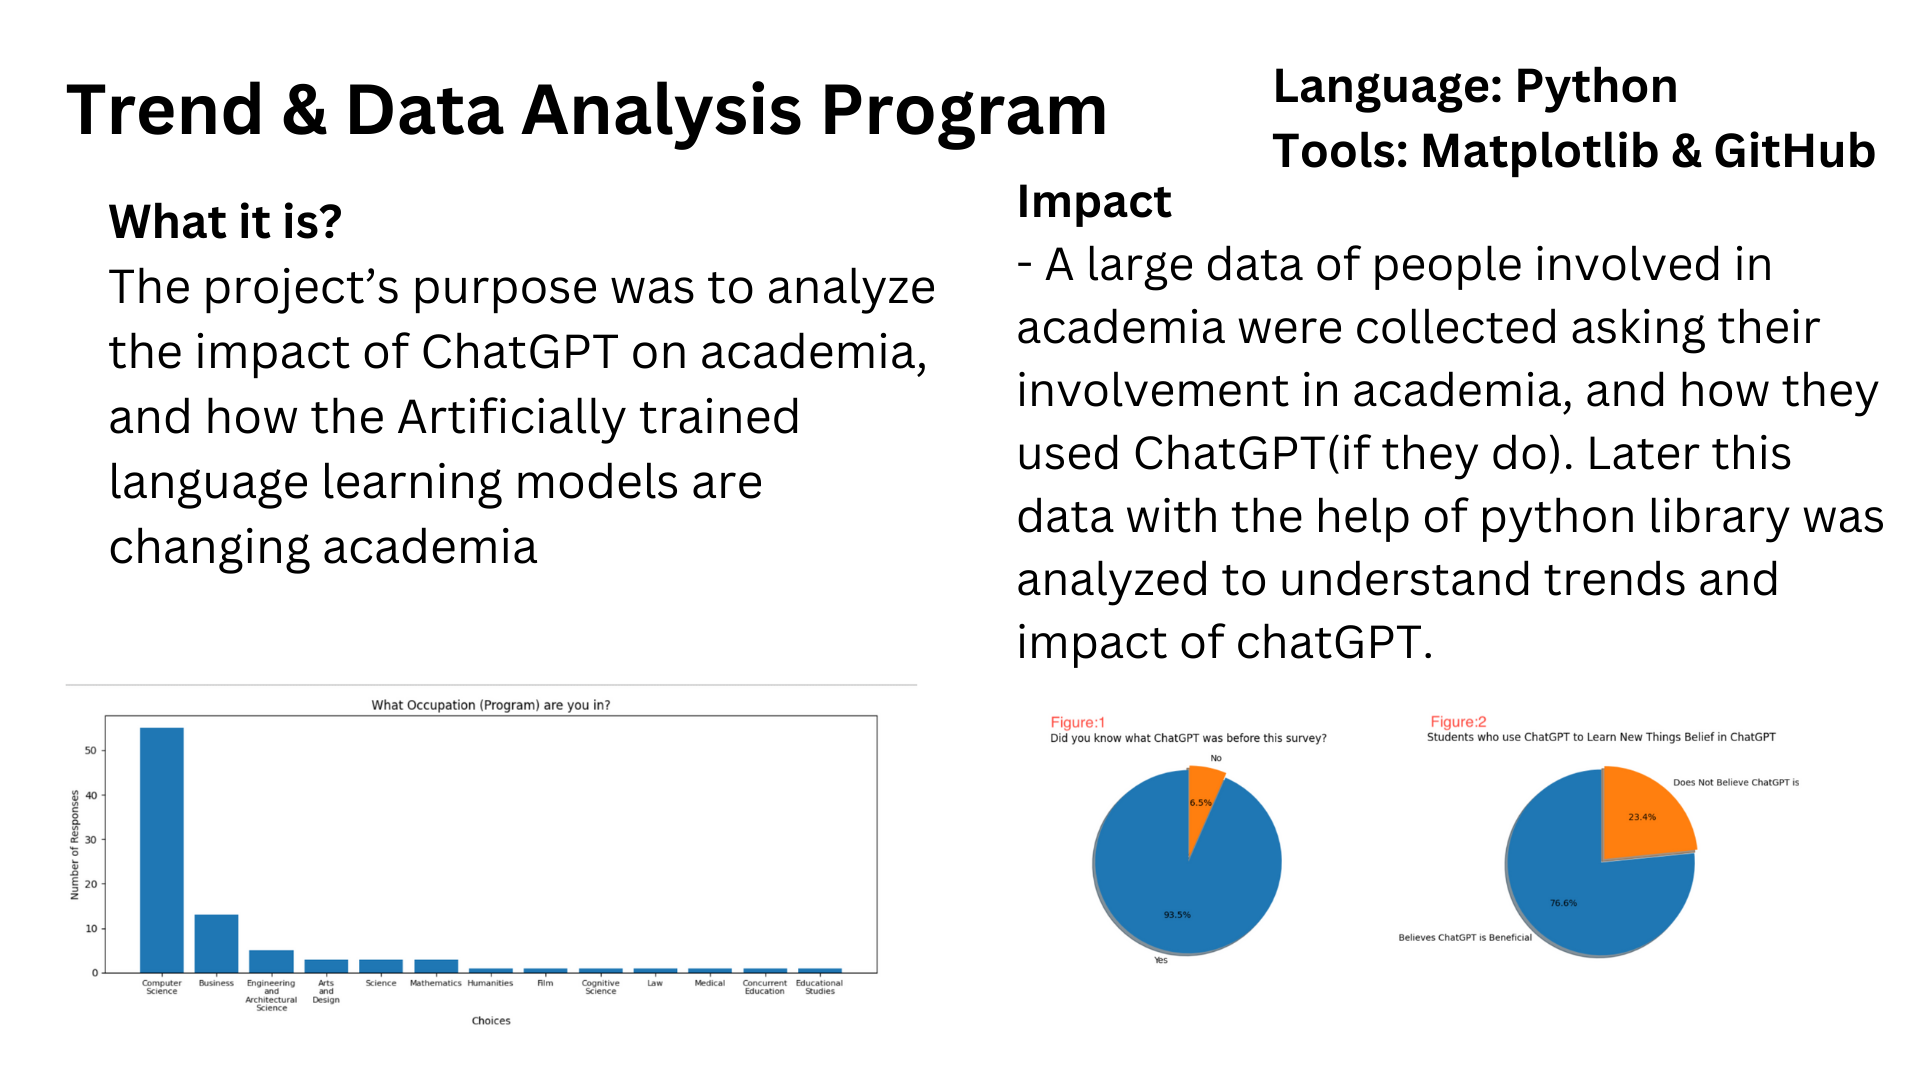 Trend & Data Analysis Program
Language: Python
Tools: Matplotlib & GitHub
What it is?
The project’s purpose was to analyze
the impact of ChatGPT on academia,
and how the Artificially trained
language learning models are
changing academia
Impact
- A large data of people involved in
academia were collected asking their
involvement in academia, and how they
used ChatGPT(if they do). Later this
data with the help of python library was
analyzed to understand trends and
impact of chatGPT.
What Occupation (Program) are you in?
Number of Responses
50
40
30
20
10
0
Computer
Science
Business
Engineering
and
Architectural
Science
Arts
and
Design
Science
Mathematics
Humanities
Film
Cognitive
Science
Law
Medical
Concurrent
Education
Educational
Studies
Choices
Figure:1
Did you know what ChatGPT was before this survey?
No
6.5%
93.5%
Yes
Figure:2
Students who use ChatGPT to Learn New Things Belief in ChatGPT
Does Not Believe ChatGPT is
23.4%
76.6%
Believes ChatGPT is Beneficial